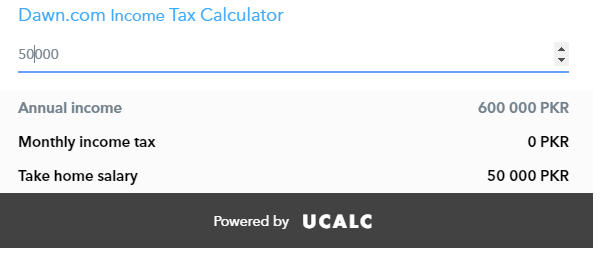 Dawn.com Income Tax Calculator
50000
Annual income 600 000 PKR
Monthly income tax 0 PKR
Take home salary 50 000 PKR
Powered by UCALC